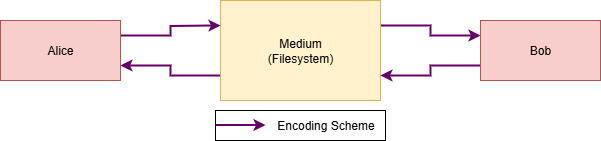 Alice
Medium
(Filesystem)
Bob
Encoding Scheme